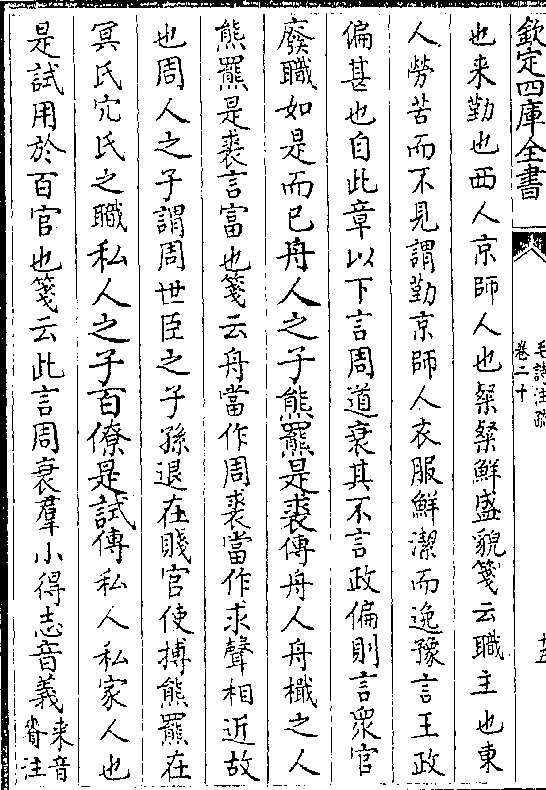 欽定四庫全書
毛詩注疏
卷二十
十五
也来勤也西人京師人也粲粲鮮盛貌箋云職主也東
人勞苦而不見謂勤京師人衣服鮮潔而逸豫言王政
偏甚也自此章以下言周道衰其不言政偏則言衆官
廢職如是而已舟人之子熊羆是裘傳舟人舟檝之人
熊羆是裘言富也箋云舟當作周裘當作求聲相近故
也周人之子謂周世臣之子孫退在賤官使搏熊羆在
冥氏穴氏之職私人之子百僚是試傳私人私家人也
是試用於百官也箋云此言周衰羣小得志音義来音
注